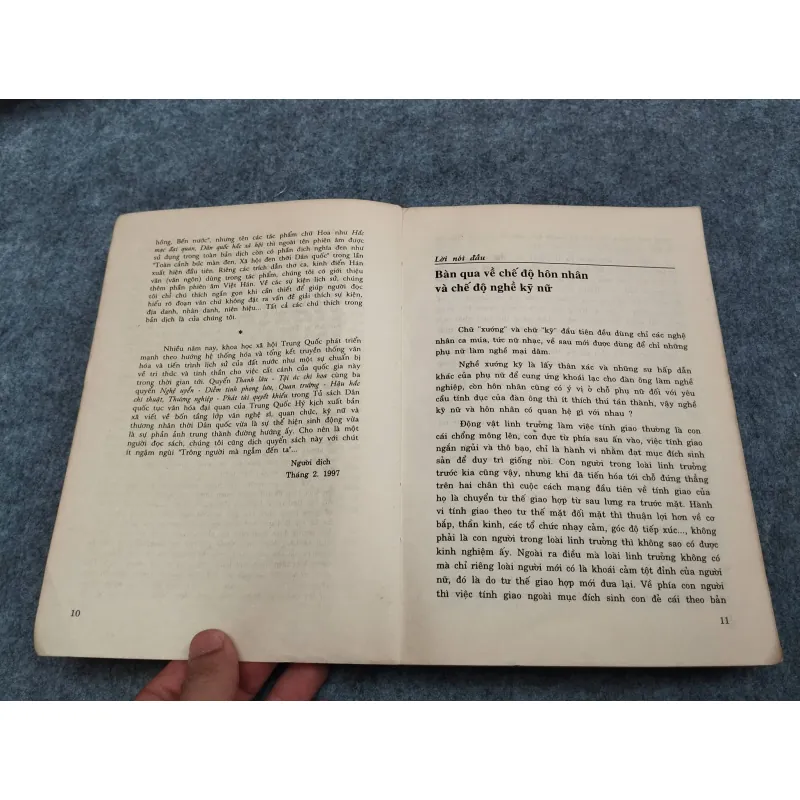 hồng, Bến nước", nhưng tên các tác phẩm chữ Hoa như Hắc
mạc đại quan, Dân quốc hắc xã hội thì ngoài tên phiên âm được
sử dụng trong toàn bản dịch còn có phần dịch nghĩa đen như
"Toàn cảnh bức màn đen, Xã hội đen thời Dân quốc" trong lần
xuất hiện đầu tiên. Riêng các trích dẫn thơ ca, kinh điển Hán
văn (văn ngôn) dùng trong tác phẩm, chúng tôi có giới thiệu
thêm phần phiên âm Việt Hán. Về các sự kiện lịch sử, chúng
tôi chỉ chú thích ngắn gọn khi cần thiết để giúp người đọc
hiểu rõ đoạn văn chứ không đặt ra vấn đề giải thích sự kiện,
địa danh, nhân danh, niên hiệu... Tất cả các chú thích trong
bản dịch là của chúng tôi.
Nhiều năm nay, khoa học xã hội Trung Quốc phát triển
mạnh theo hướng hệ thống hóa và tổng kết truyền thống văn
hóa và tiến trình lịch sử của đất nước như một sự chuẩn bị
về tri thức và tinh thần cho việc cất cánh của quốc gia này
trong thời gian tới. Quyển Thanh lâu - Tội ác chi hoa cùng ba
quyển Nghệ uyển - Diễm tình phong lưu, Quan trường - Hậu hắc
chi thuật, Thương nghiệp - Phát tài quyết khiếu trong Tủ sách Dân
quốc tục văn hóa đại quan của Trung Quốc Hý kịch xuất bản
xã viết về bốn tầng lớp văn nghệ sĩ, quan chức, kỹ nữ và
thương nhân thời Dân quốc vừa là sự thể hiện sinh động vừa
là sự phản ánh trung thành đường hướng ấy. Cho nên là một
người đọc sách, chúng tôi cũng dịch quyển sách này với chút
ít ngậm ngùi "Trông người mà ngẫm đến ta"...
Người dịch
Tháng 2. 1997
10
Lời nói đầu
Bàn qua về chế độ hôn nhân
và chế độ nghề kỹ nữ
Chữ "xướng" và chữ "kỹ" đầu tiên đều dùng chỉ các nghệ
nhân ca múa, tức nữ nhạc, về sau mới được dùng để chỉ những
phụ nữ làm nghề mại dâm.
Nghề xướng kỹ là lấy thân xác và những sự hấp dẫn
khác của phụ nữ để cung ứng khoái lạc cho đàn ông làm nghề
nghiệp, còn hôn nhân cũng có ý vị ở chỗ phụ nữ đối với yêu
cầu tình dục của đàn ông thì ít thích thú tán thành, vậy nghề
kỹ nữ và hôn nhân có quan hệ gì với nhau ?
Động vật linh trưởng làm việc tính giao thường là con
cái chổng mông lên, con đực từ phía sau ấn vào, việc tính giao
ngắn ngủi và thô bạo, chỉ là hành vi nhằm đạt mục đích sinh
sản để duy trì giống nòi. Con người trong loài linh trưởng
trước kia cũng vậy, nhưng khi đã tiến hóa tới chỗ đứng thẳng
trên hai chân thì cuộc cách mạng đầu tiên về tính giao của
họ là chuyển tư thế giao hợp từ sau lưng ra trước mặt. Hành
vi tính giao theo tư thế mặt đối mặt thì thuận lợi hơn về cơ
bắp, thần kinh, các tổ chức nhạy cảm, góc độ tiếp xúc..., không
phải là con người trong loài linh trưởng thì không sao có được
kinh nghiệm ấy. Ngoài ra điều mà loài linh trưởng không có
mà chỉ riêng loài người mới có là khoái cảm tột đỉnh của người
nữ, đó là do tư thế giao hợp mới đưa lại. Về phía con người
thì việc tính giao ngoài mục đích sinh con đẻ cái theo bản
11